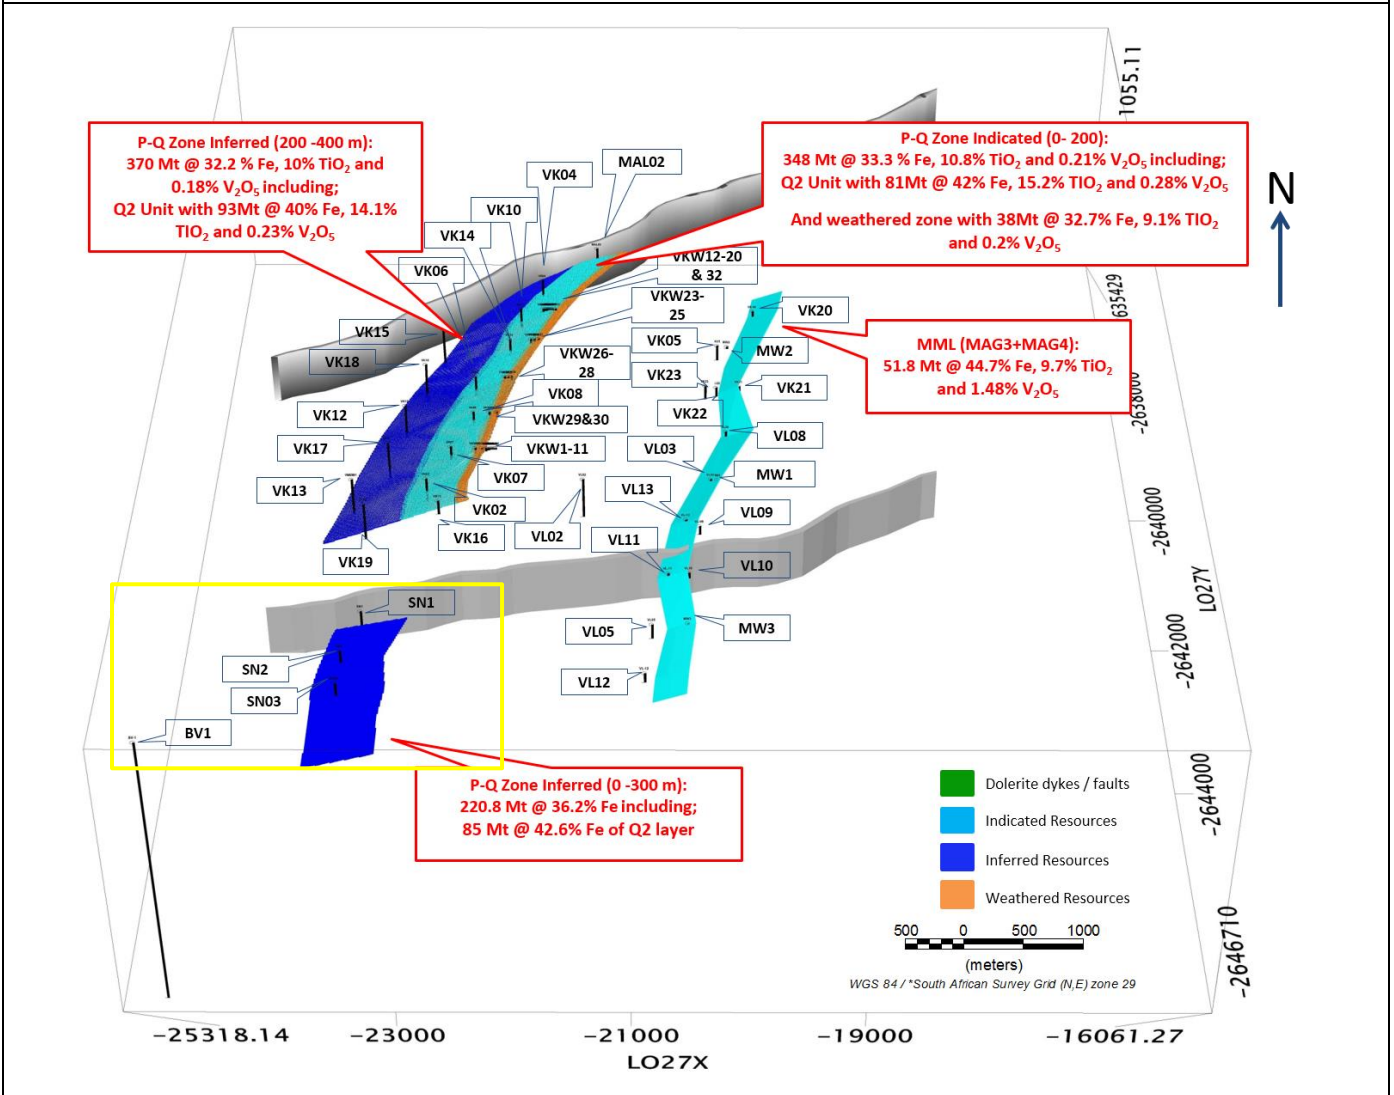 1055.11
P-Q Zone Inferred (200 -400 m):
370 Mt @ 32.2 % Fe, 10% TiO₂ and
0.18% V₂O₅ including;
Q2 Unit with 93Mt @ 40% Fe, 14.1%
TIO₂ and 0.23% V₂O₅
P-Q Zone Indicated (0- 200):
348 Mt @ 33.3 % Fe, 10.8% TiO₂ and 0.21% V₂O₅ including;
Q2 Unit with 81Mt @ 42% Fe, 15.2% TIO₂ and 0.28% V₂O₅
And weathered zone with 38Mt @ 32.7% Fe, 9.1% TIO₂
and 0.2% V₂O₅
N
MAL02
VK04
VK10
VK14
VK06
VK15
VK18
VK12
VK17
VK13
VK19
VKW12-20
& 32
VKW23-
25
VKW26-
28
VK08
VKW29&30
VKW1-11
VK07
VK02
VK16
VL02
VK20
VK05
MW2
VK23
VK21
VK22
VL08
VL03
MW1
VL13
VL09
VL11
VL10
VL05
MW3
VL12
MML (MAG3+MAG4):
51.8 Mt @ 44.7% Fe, 9.7% TiO₂
and 1.48% V₂O₅
635429
-2638000
-2640000
LO27Y
-2642000
-2644000
-2646710
SN1
SN2
SN03
BV1
P-Q Zone Inferred (0 -300 m):
220.8 Mt @ 36.2% Fe including;
85 Mt @ 42.6% Fe of Q2 layer
Dolerite dykes / faults
Indicated Resources
Inferred Resources
Weathered Resources
500 0 500 1000
(meters)
WGS 84 / *South African Survey Grid (N,E) zone 29
-25318.14 -23000 -21000 -19000 -16061.27
LO27X